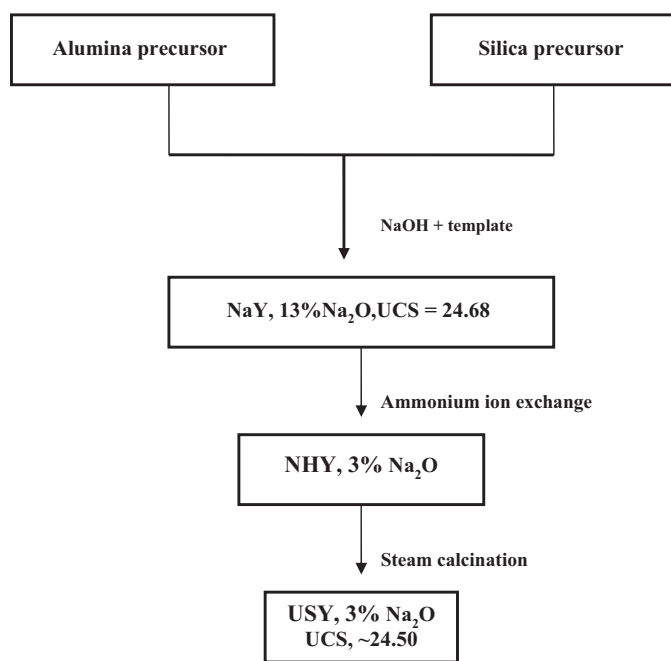 Alumina precursor
Silica precursor
NaOH + template
NaY, 13%Na₂O,UCS = 24.68
Ammonium ion exchange
NHY, 3% Na₂O
Steam calcination
USY, 3% Na₂O
UCS, ~24.50